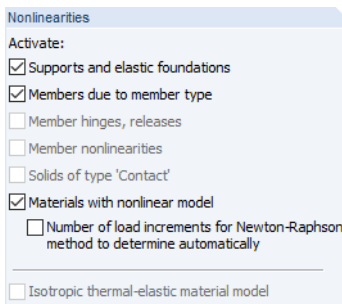 Nonlinearities
Activate:
Supports and elastic foundations
Members due to member type
Member hinges, releases
Member nonlinearities
Solids of type 'Contact'
Materials with nonlinear model
Number of load increments for Newton-Raphson
method to determine automatically
Isotropic thermal-elastic material model